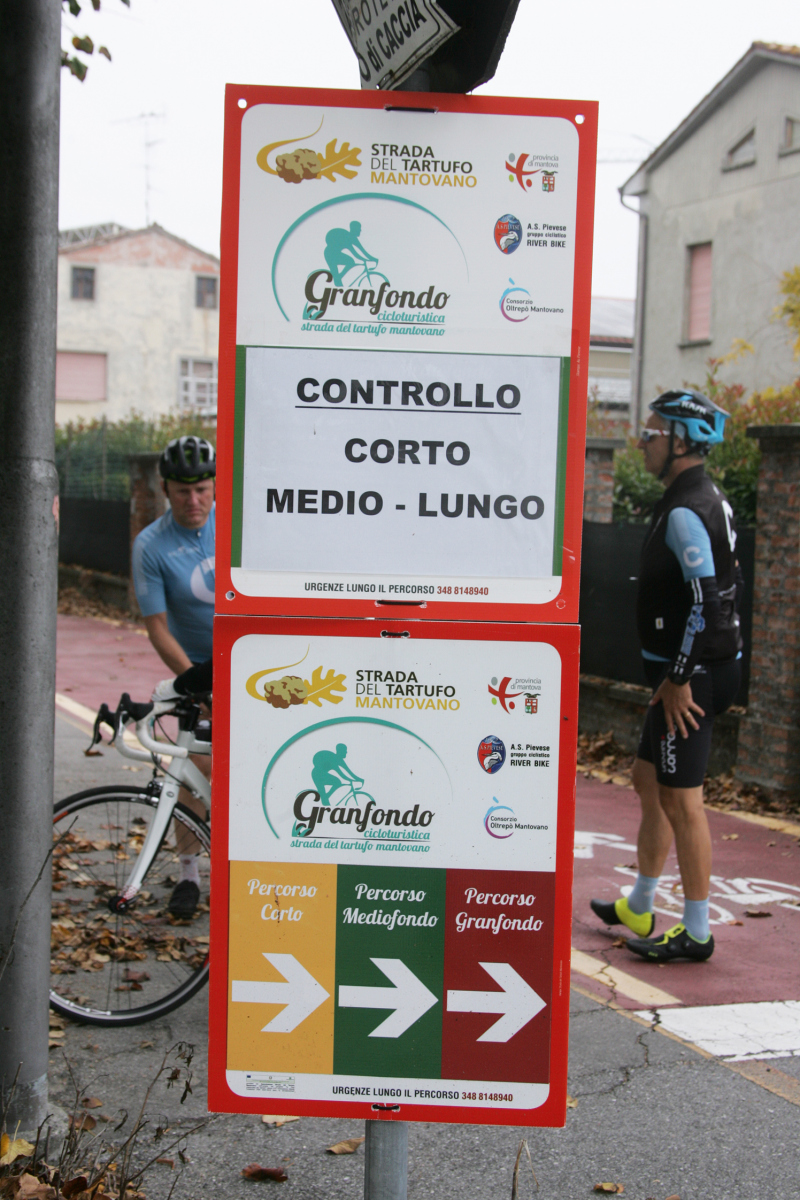 di CACCIA
STRADA
DEL TARTUFO
MANTOVANO
provincia
di mantova
A.S. Pievese
gruppo ciclistico
RIVER BIKE
Granfondo
cicloturistica
strada del tartufo mantovano
Consorzio
Oltrepò Mantovano
CONTROLLO
CORTO
MEDIO - LUNGO
URGENZE LUNGO IL PERCORSO 348 8148940
STRADA
DEL TARTUFO
MANTOVANO
provincia
di mantova
A.S. Pievese
gruppo ciclistico
RIVER BIKE
Granfondo
cicloturistica
strada del tartufo mantovano
Consorzio
Oltrepò Mantovano
Percorso
Corto
Percorso
Mediofondo
Percorso
Granfondo
URGENZE LUNGO IL PERCORSO 348 8148940